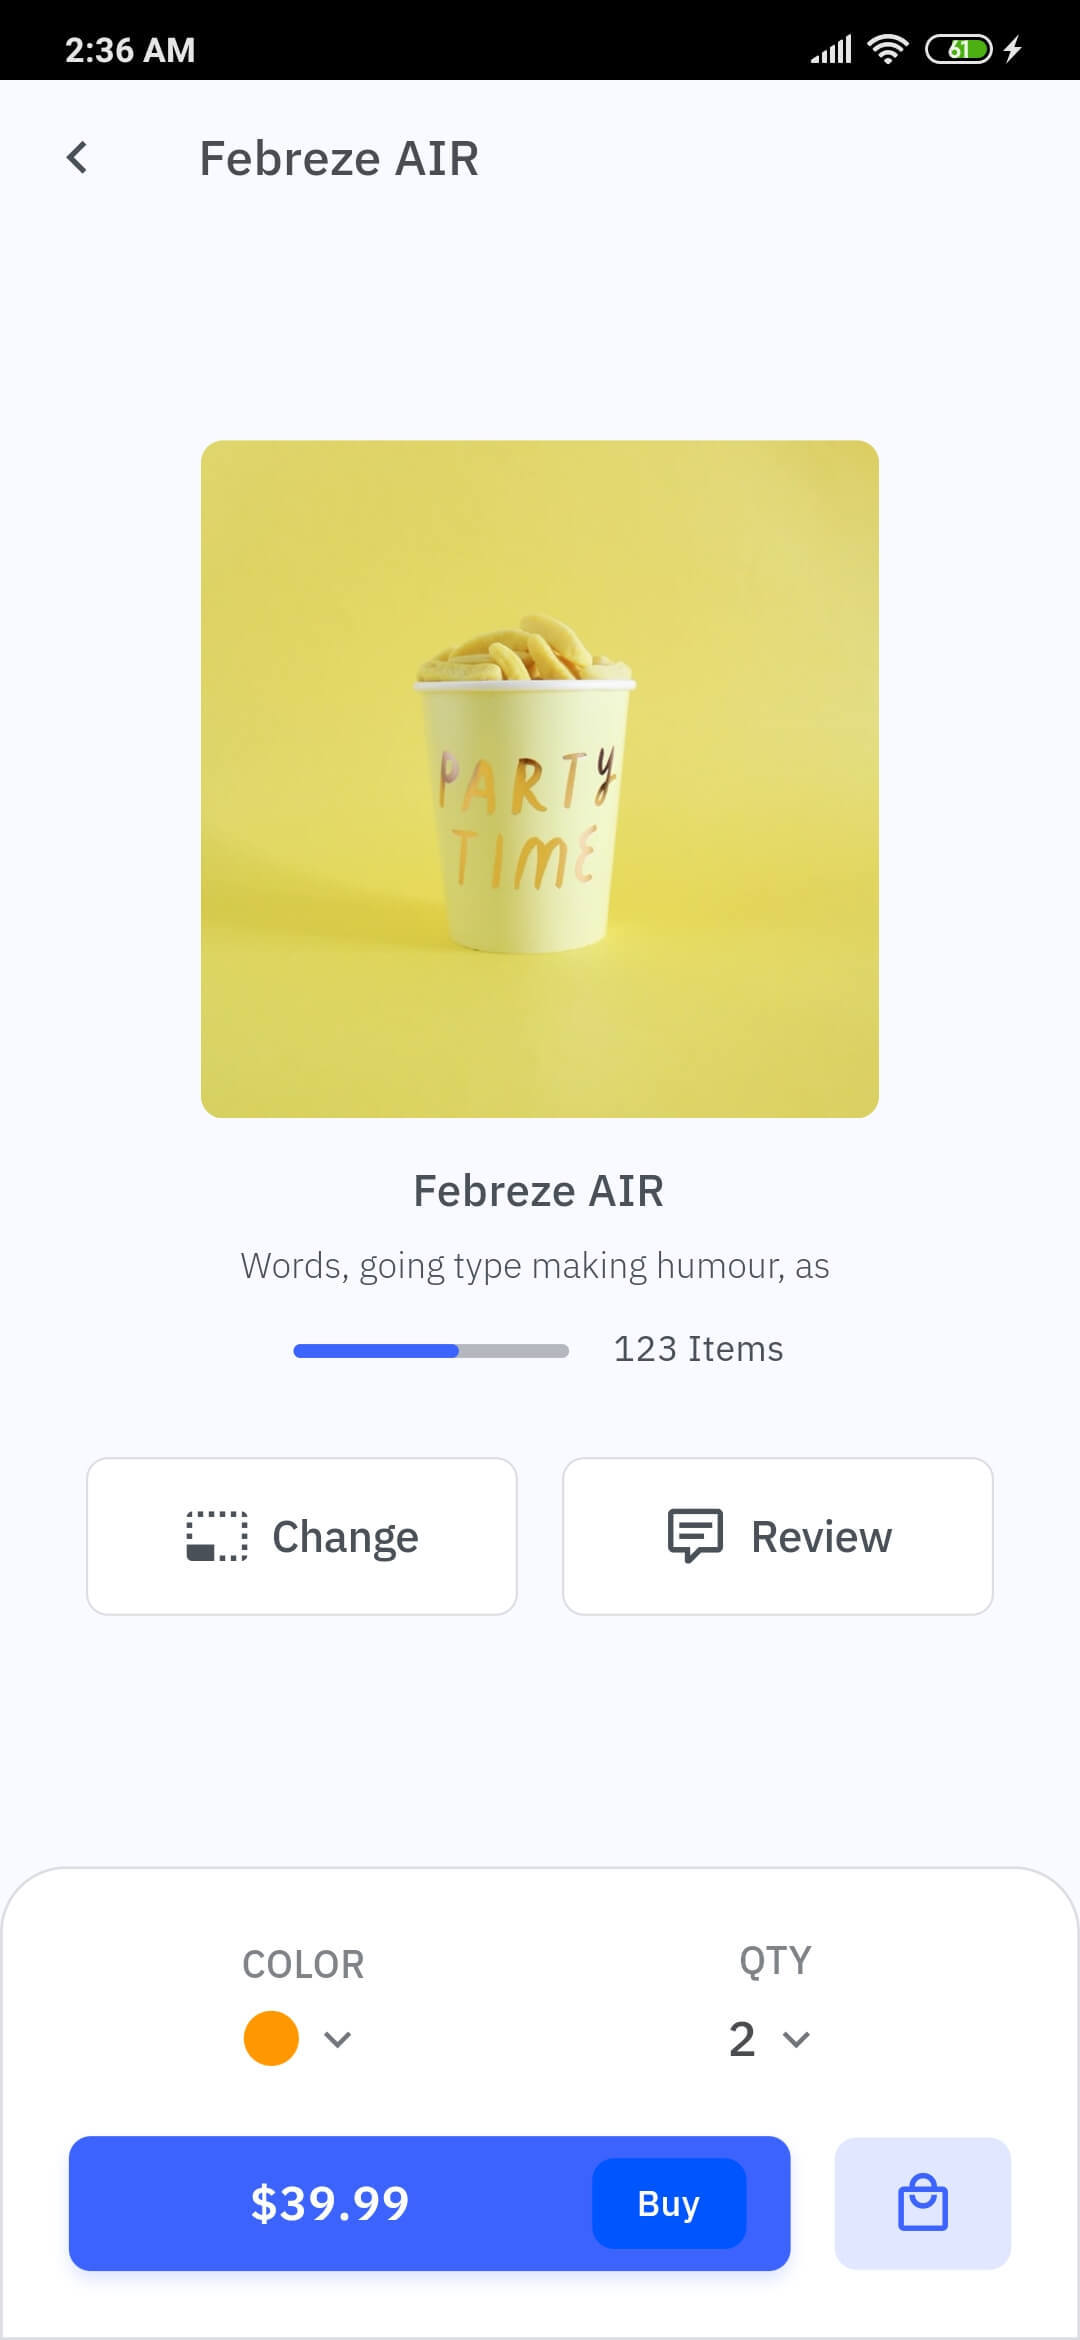 2:36 AM
61
Febreze AIR
PARTY
TIME
Febreze AIR
Words, going type making humour, as
123 Items
Change
Review
COLOR
QTY
2
$39.99
Buy